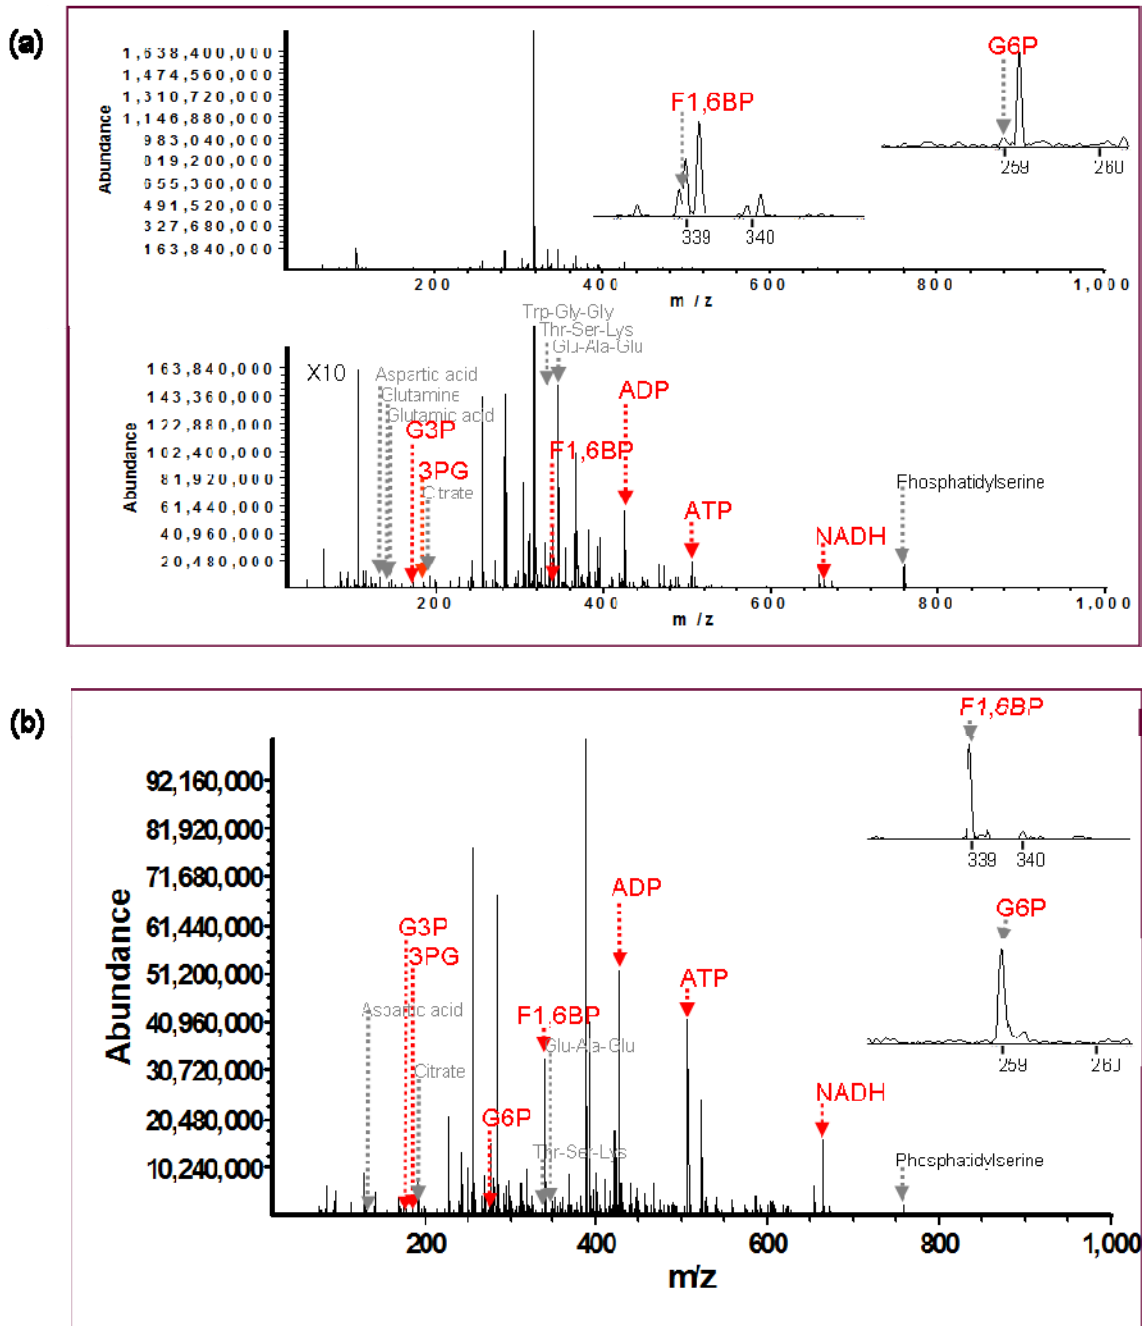 (a)
Abundance
1,638,400,000
1,474,560,000
1,310,720,000
1,146,880,000
983,040,000
819,200,000
655,360,000
491,520,000
327,680,000
163,840,000
F1,6BP
339
340
G6P
259
260
200
400
600
800
1,000
m / z
Abundance
163,840,000
143,360,000
122,880,000
102,400,000
81,920,000
61,440,000
40,960,000
20,480,000
X10
Trp-Gly-Gly
Thr-Ser-Lys
Glu-Ala-Glu
Aspartic acid
Glutamine
Glutamic acid
G3P
3PG
Citrate
F1,6BP
ADP
ATP
NADH
Phosphatidylserine
200
400
600
800
1,000
m / z
(b)
Abundance
92,160,000
81,920,000
71,680,000
61,440,000
51,200,000
40,960,000
30,720,000
20,480,000
10,240,000
F1,6BP
339
340
G6P
259
260
G3P
3PG
Aspartic acid
Citrate
G6P
F1,6BP
Glu-Ala-Glu
Thr-Ser-Lys
ADP
ATP
NADH
Phosphatidylserine
200
400
600
800
1,000
m/z